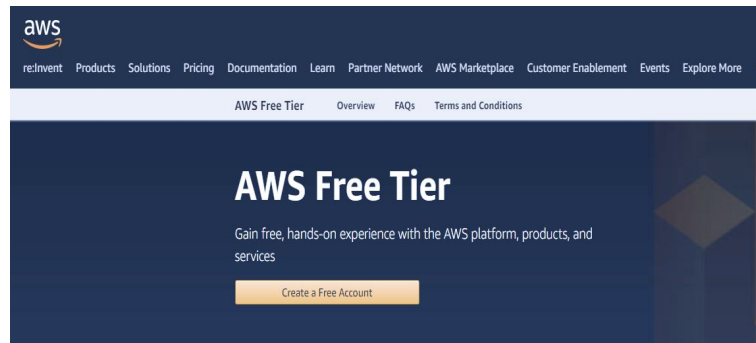 aws
re:Invent Products Solutions Pricing Documentation Learn Partner Network AWS Marketplace Customer Enablement Events Explore More
AWS Free Tier Overview FAQs Terms and Conditions
AWS Free Tier
Gain free, hands-on experience with the AWS platform, products, and
services
Create a Free Account